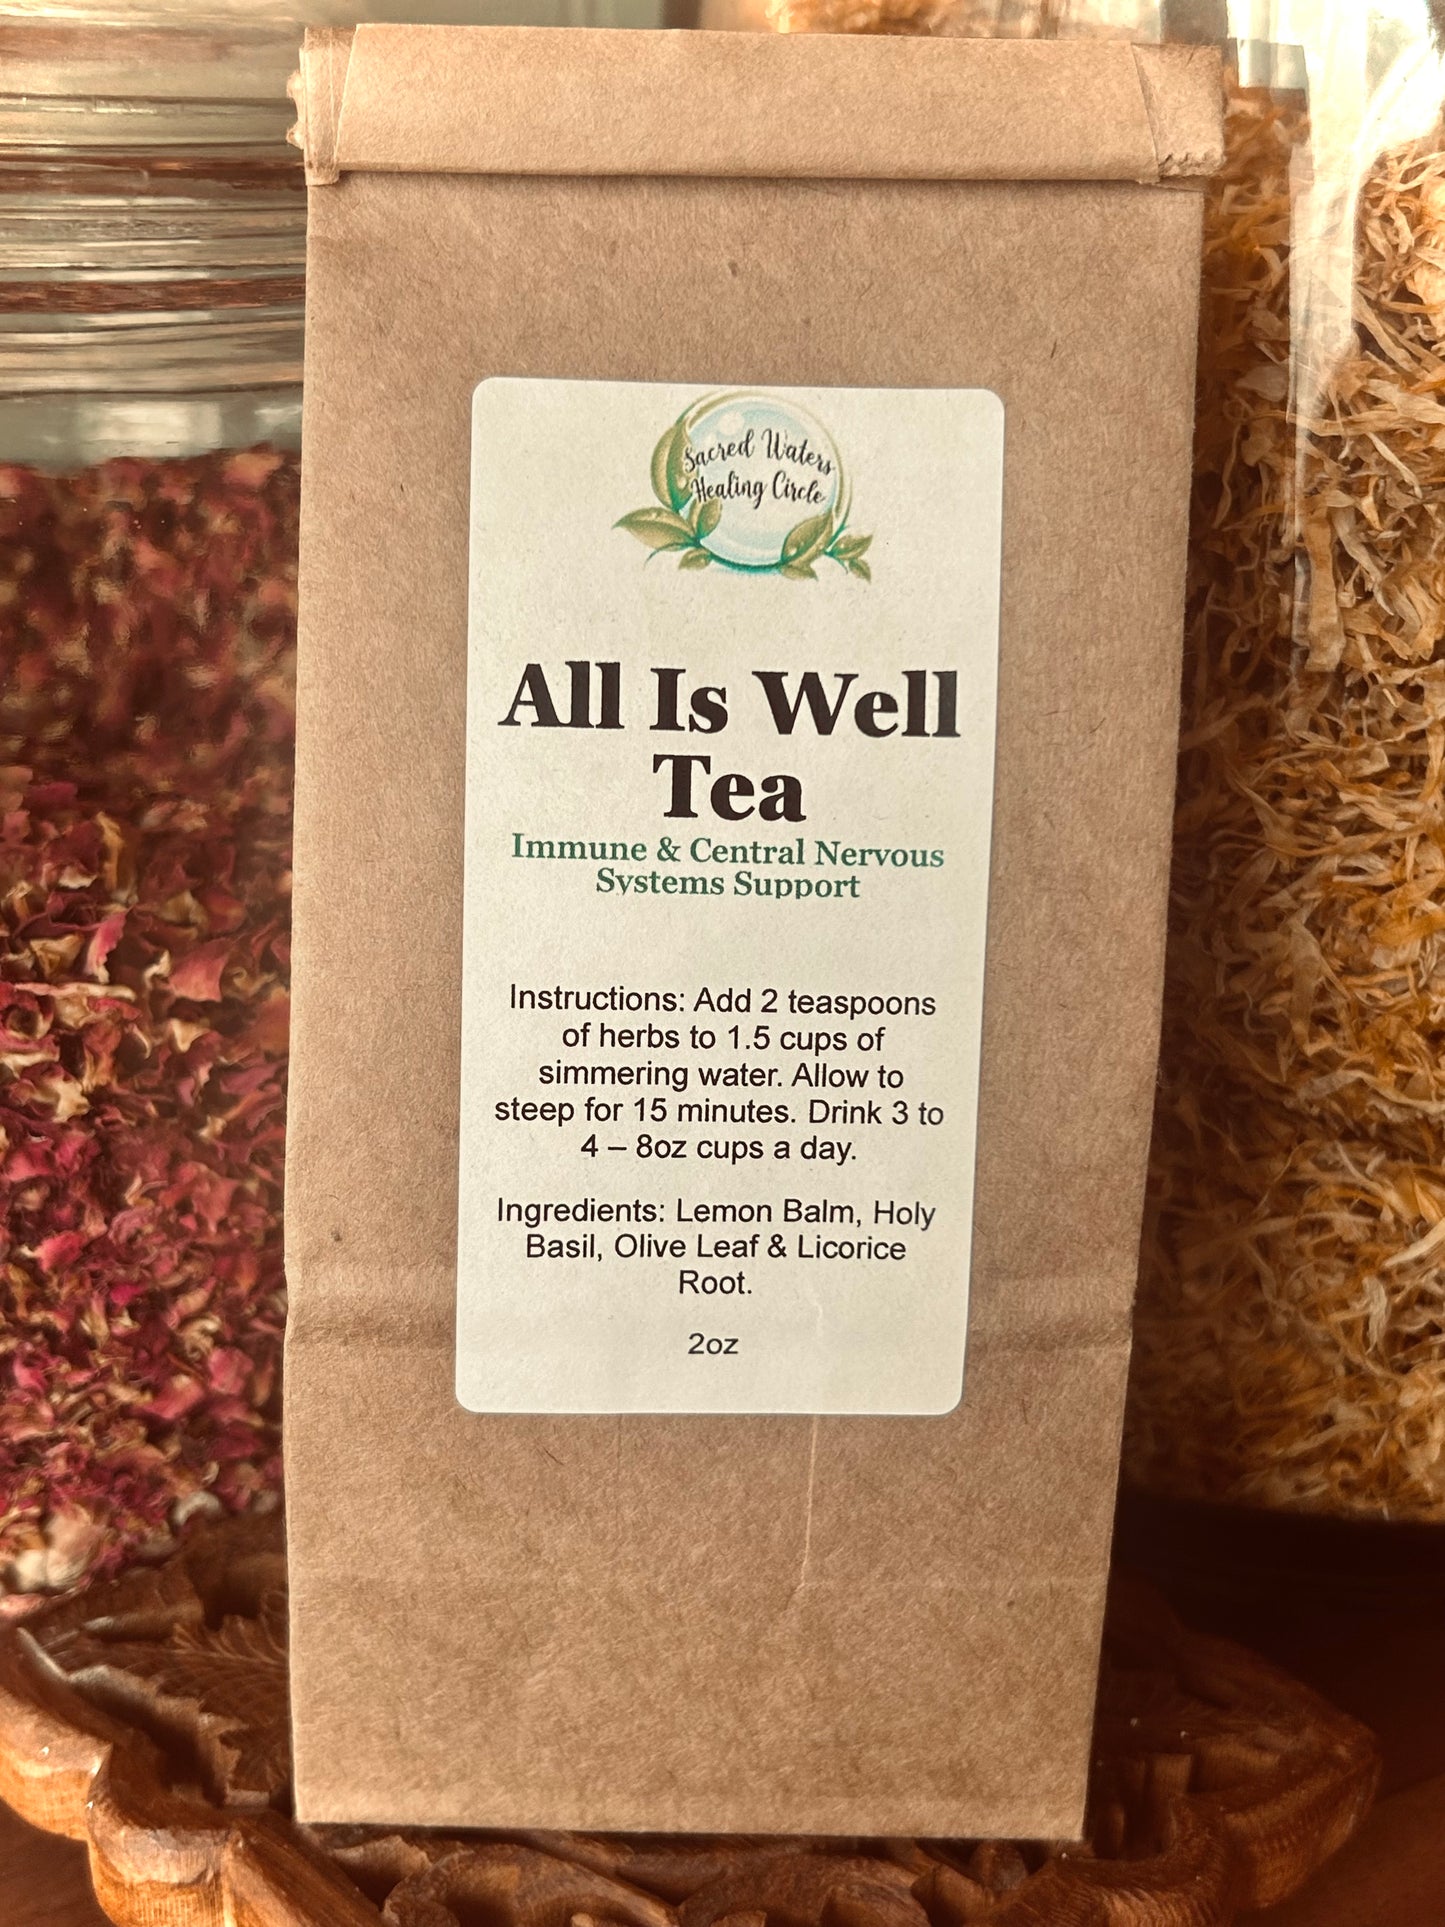 Sacred Waters
Healing Circle
All Is Well
Tea
Immune & Central Nervous
Systems Support
Instructions: Add 2 teaspoons
of herbs to 1.5 cups of
simmering water. Allow to
steep for 15 minutes. Drink 3 to
4 – 8oz cups a day.
Ingredients: Lemon Balm, Holy
Basil, Olive Leaf & Licorice
Root.
2oz